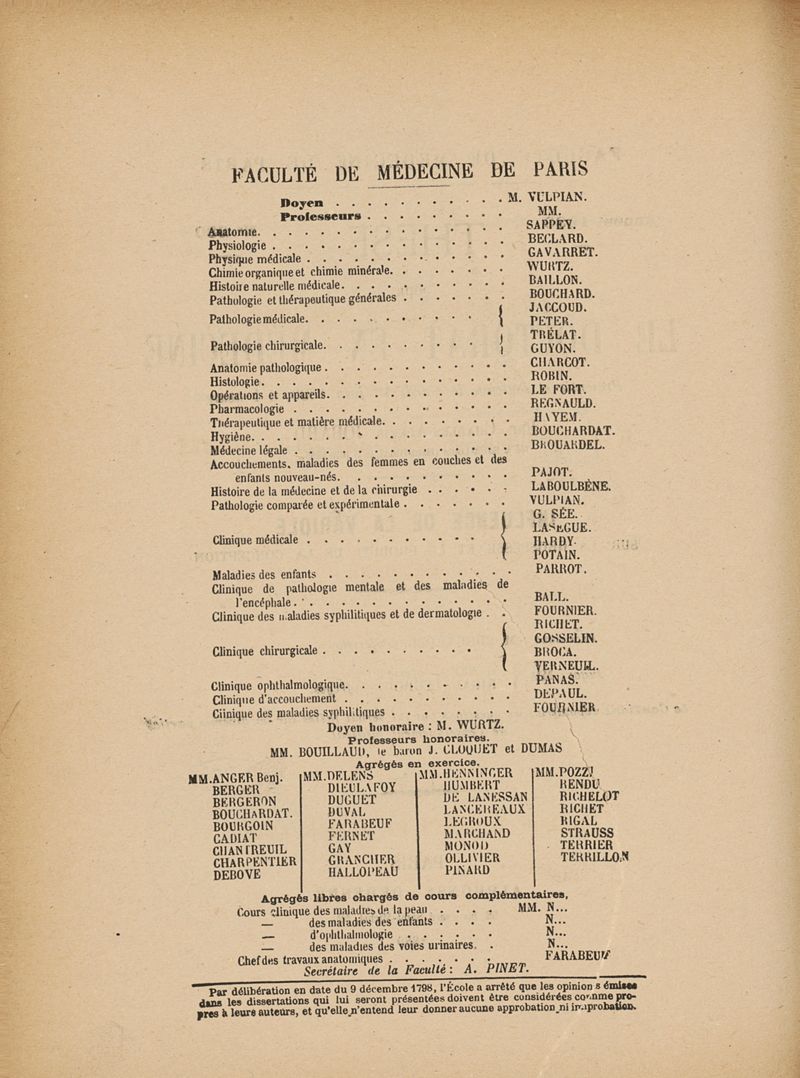 FACULTÉ DE MÉDECINE DE PARIS
Doyen . . . . . . . . . . . M. VULPIAN.
Professeurs . . . . . . . . . MM.
Anatomie. . . . . . . . . . . . . . . . SAPPEY.
Physiologie . . . . . . . . . . . . . . . BECLARD.
Physique médicale . . . . . . . . . . . . . GAVARRET.
Chimie organique et chimie minérale. . . . . . . . WURTZ.
Histoire naturelle médicale. . . . . . . . . . . BAILLON.
Pathologie et thérapeutique générales . . . . . . . BOUCHARD.
Pathologie médicale. . . . . . . . . . . { JACCOUD.
PETER.
Pathologie chirurgicale. . . . . . . . . . { TRÉLAT.
GUYON.
Anatomie pathologique . . . . . . . . . . . . CHARCOT.
Histologie. . . . . . . . . . . . . . . . ROBIN.
Opérations et appareils. . . . . . . . . . . . LE FORT.
Pharmacologie . . . . . . . . . . . . . . REGNAULD.
Thérapeutique et matière médicale. . . . . . . . . HAYEM.
Hygiène. . . . . . . . . . . . . . . . . BOUCHARDAT.
Médecine légale . . . . . . . . . . . . . . BROUARDEL.
Accouchements, maladies des femmes en couches et des
enfants nouveau-nés. . . . . . . . . . . . PAJOT.
Histoire de la médecine et de la chirurgie . . . . . . LABOULBÈNE.
Pathologie comparée et expérimentale . . . . . . . VULPIAN.
Clinique médicale . . . . . . . . . . . { G. SÉE.
LASEGUE.
HARDY.
POTAIN.
Maladies des enfants . . . . . . . . . . . . PARROT.
Clinique de pathologie mentale et des maladies de
l'encéphale. . . . . . . . . . . . . . . BALL.
Clinique des maladies syphilitiques et de dermatologie . . FOURNIER.
Clinique chirurgicale . . . . . . . . . . { RICHET.
GOSSELIN.
BROCA.
VERNEUIL.
Clinique ophthalmologique. . . . . . . . . . . PANAS.
Clinique d'accouchement . . . . . . . . . . . DEPAUL.
Clinique des maladies syphilitiques . . . . . . . . FOURNIER
Doyen honoraire : M. WURTZ.
Professeurs honoraires.
MM. BOUILLAUD, le baron J. CLOQUET et DUMAS
Agrégés en exercice.
MM. ANGER Benj.
BERGER
BERGERON
BOUCHARDAT.
BOURGOIN
CADIAT
CHANTREUIL
CHARPENTIER
DEBOVE
MM. DELENS
DIEULAFOY
DUGUET
DUVAL
FARABEUF
FERNET
GAY
GRANCHER
HALLOPEAU
MM. HENNINGER
HUMBERT
DE LANESSAN
LANCEREAUX
LEGROUX
MARCHAND
MONOD
OLLIVIER
PINARD
MM. POZZI
RENDU
RICHELOT
RICHET
RIGAL
STRAUSS
TERRIER
TERRILLON
Agrégés libres chargés de cours complémentaires,
Cours clinique des maladies de la peau . . . . MM. N...
— des maladies des enfants . . . . N...
— d'ophthalmologie . . . . . . N...
— des maladies des voies urinaires. . N...
Chef des travaux anatomiques . . . . . . . FARABEUF
Secrétaire de la Faculté : A. PINET.
Par délibération en date du 9 décembre 1798, l'École a arrêté que les opinions émises
dans les dissertations qui lui seront présentées doivent être considérées comme pro-
pres à leurs auteurs, et qu'elle n'entend leur donner aucune approbation ni improbation.